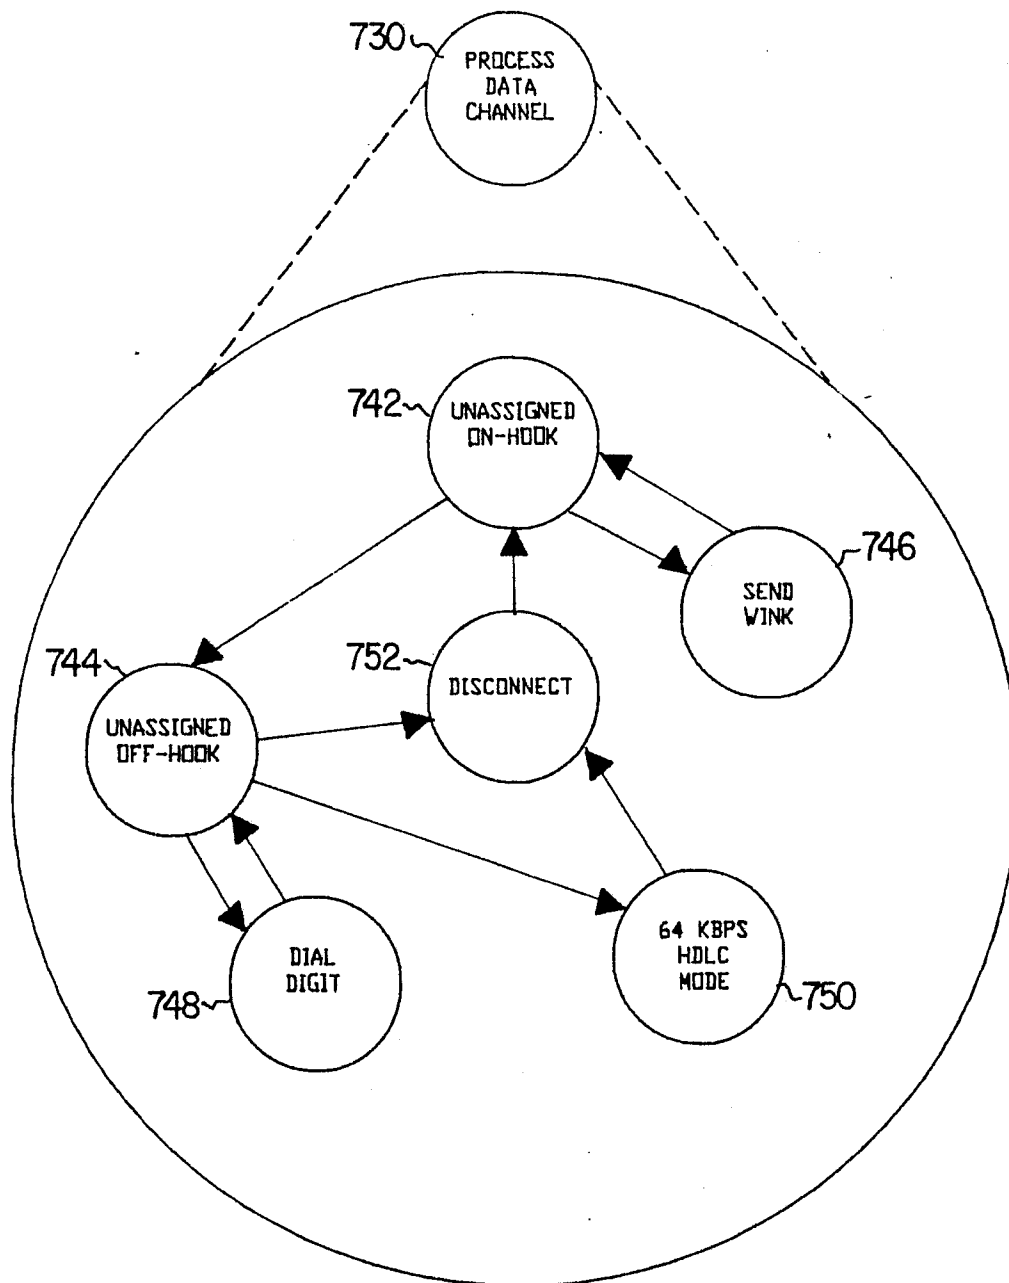 730
PROCESS
DATA
CHANNEL
742
UNASSIGNED
ON-HOOK
746
SEND
WINK
744
UNASSIGNED
OFF-HOOK
752
DISCONNECT
748
DIAL
DIGIT
64 KBPS
HDLC
MODE
750